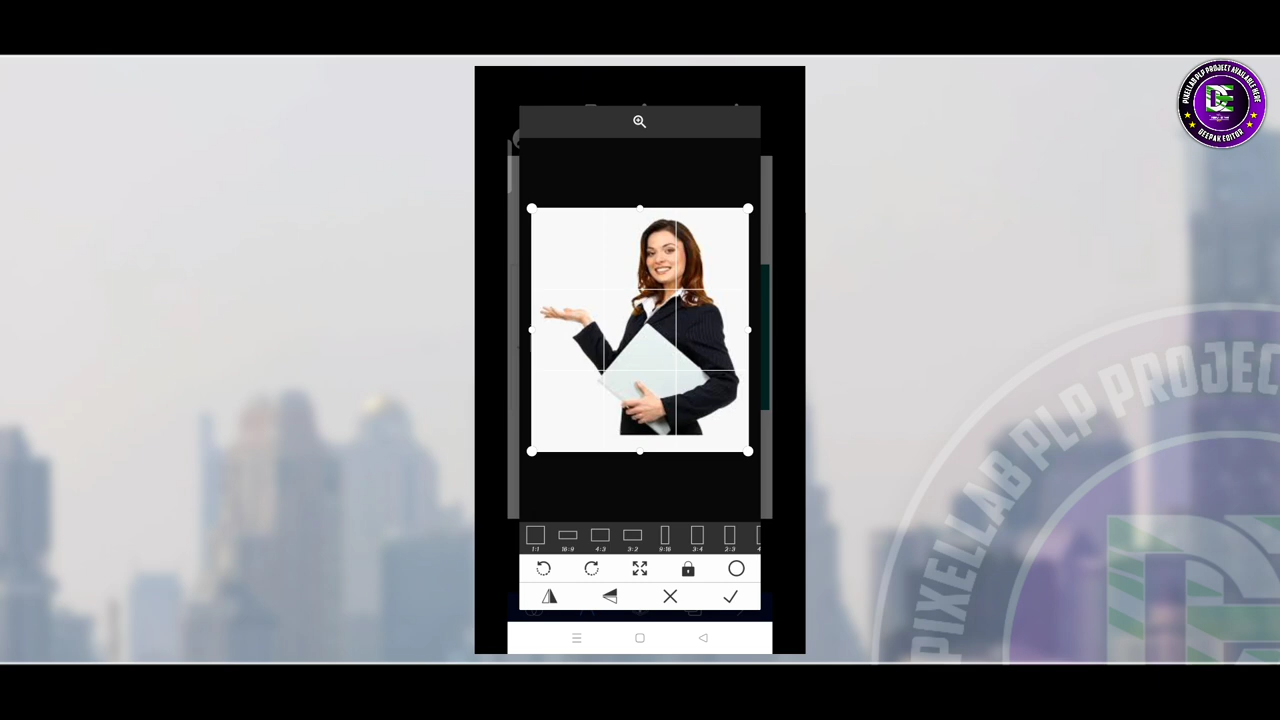 PIXELLAB PLP PROJECT AVAILABLE HERE
DE
DEEPAK EDITOR
1:1 16:9 4:3 3:2 9:16 3:4 2:3
PIXELLAB PLP PROJEC